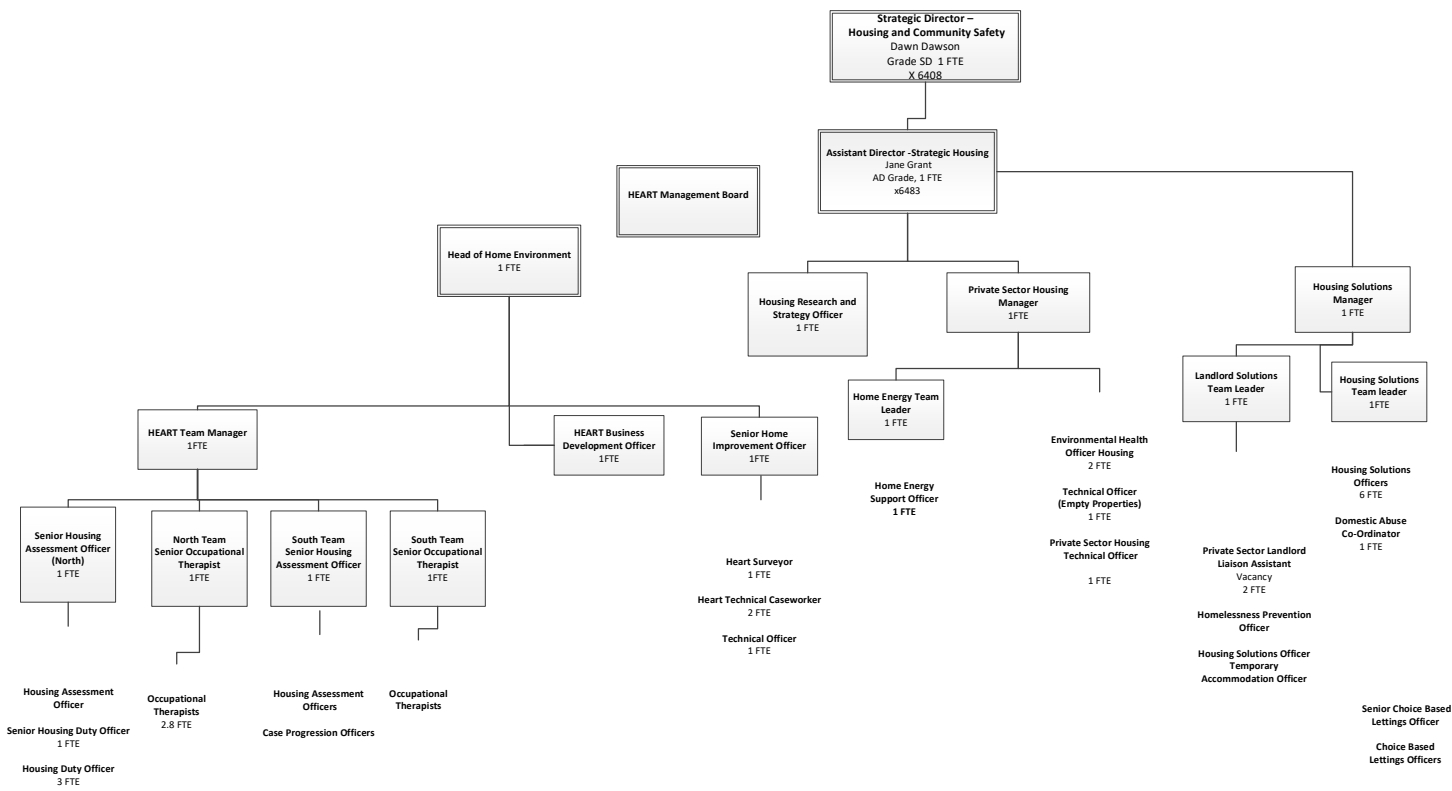 Strategic Director –
Housing and Community Safety
Dawn Dawson
Grade SD 1 FTE
X 6408
Assistant Director -Strategic Housing
Jane Grant
AD Grade, 1 FTE
x6483
HEART Management Board
Head of Home Environment
1 FTE
Housing Research and
Strategy Officer
1 FTE
Private Sector Housing
Manager
1FTE
Housing Solutions
Manager
1 FTE
Landlord Solutions
Team Leader
1 FTE
Housing Solutions
Team leader
1FTE
Home Energy Team
Leader
1 FTE
HEART Team Manager
1FTE
HEART Business
Development Officer
1FTE
Senior Home
Improvement Officer
1FTE
Environmental Health
Officer Housing
2 FTE
Technical Officer
(Empty Properties)
1 FTE
Private Sector Housing
Technical Officer
1 FTE
Home Energy
Support Officer
1 FTE
Housing Solutions
Officers
6 FTE
Domestic Abuse
Co-Ordinator
1 FTE
Senior Housing
Assessment Officer
(North)
1 FTE
North Team
Senior Occupational
Therapist
1FTE
South Team
Senior Housing
Assessment Officer
1 FTE
South Team
Senior Occupational
Therapist
1FTE
Heart Surveyor
1 FTE
Heart Technical Caseworker
2 FTE
Technical Officer
1 FTE
Private Sector Landlord
Liaison Assistant
Vacancy
2 FTE
Homelessness Prevention
Officer
Housing Solutions Officer
Temporary
Accommodation Officer
Housing Assessment
Officer
Senior Housing Duty Officer
1 FTE
Housing Duty Officer
3 FTE
Occupational
Therapists
2.8 FTE
Housing Assessment
Officers
Case Progression Officers
Occupational
Therapists
Senior Choice Based
Lettings Officer
Choice Based
Lettings Officers